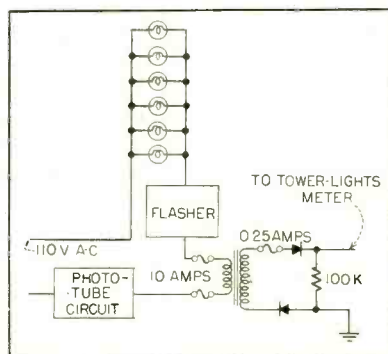 TO TOWER-LIGHTS
METER
FLASHER
0.25 AMPS
110 V A-C
10 AMPS
100K
PHOTO-
TUBE
CIRCUIT